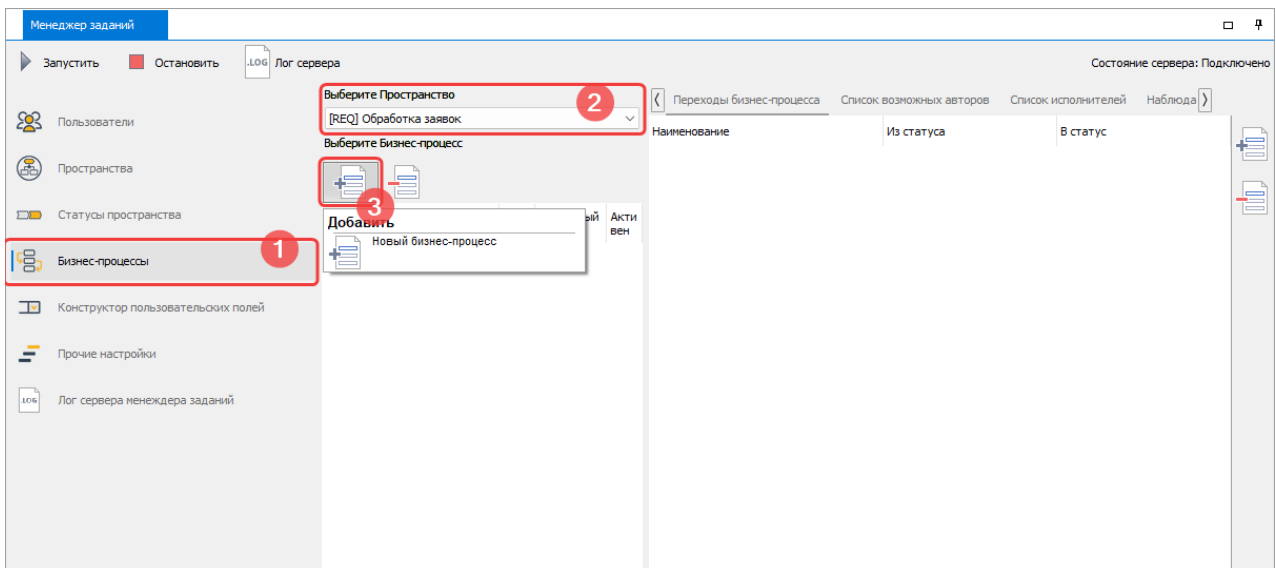 Менеджер заданий
Запустить
Остановить
.LOG Лог сервера
Состояние сервера: Подключено
Пользователи
Пространства
Статусы пространства
Бизнес-процессы
1
Конструктор пользовательских полей
Прочие настройки
.LOG Лог сервера менеждера заданий
Выберите Пространство
2
[REQ] Обработка заявок
Выберите Бизнес-процесс
3
Добавить
Новый бизнес-процесс
ый
Акти
вен
Переходы бизнес-процесса
Список возможных авторов
Список исполнителей
Наблюда
Наименование
Из статуса
В статус